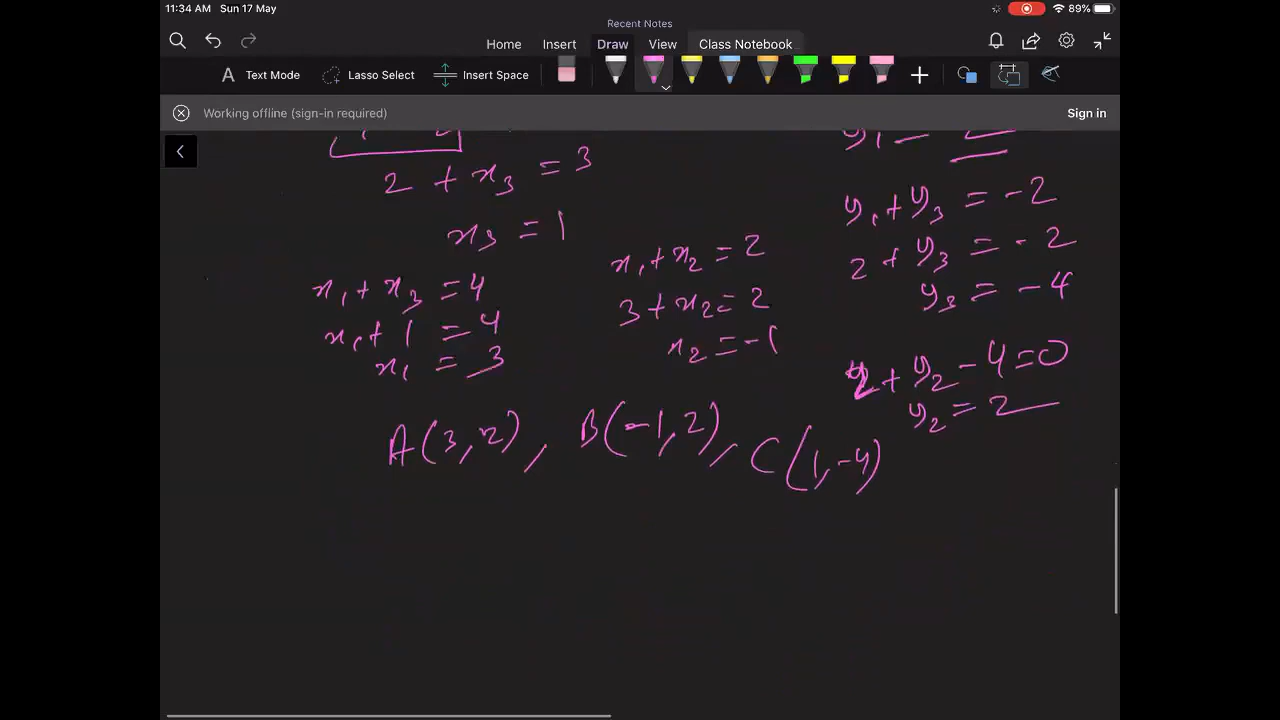 11:34 AM Sun 17 May
89%
Recent Notes
Home Insert Draw View Class Notebook
Text Mode Lasso Select Insert Space
Working offline (sign-in required) Sign in
2 + x₃ = 3
x₃ = 1
x₁ + x₃ = 4
x₁ + 1 = 4
x₁ = 3
x₁ + x₂ = 2
3 + x₂ = 2
x₂ = -1
y₁ + y₃ = -2
2 + y₃ = -2
y₃ = -4
2 + y₂ - 4 = 0
y₂ = 2
A(3,2), B(-1,2), C(1,-4)